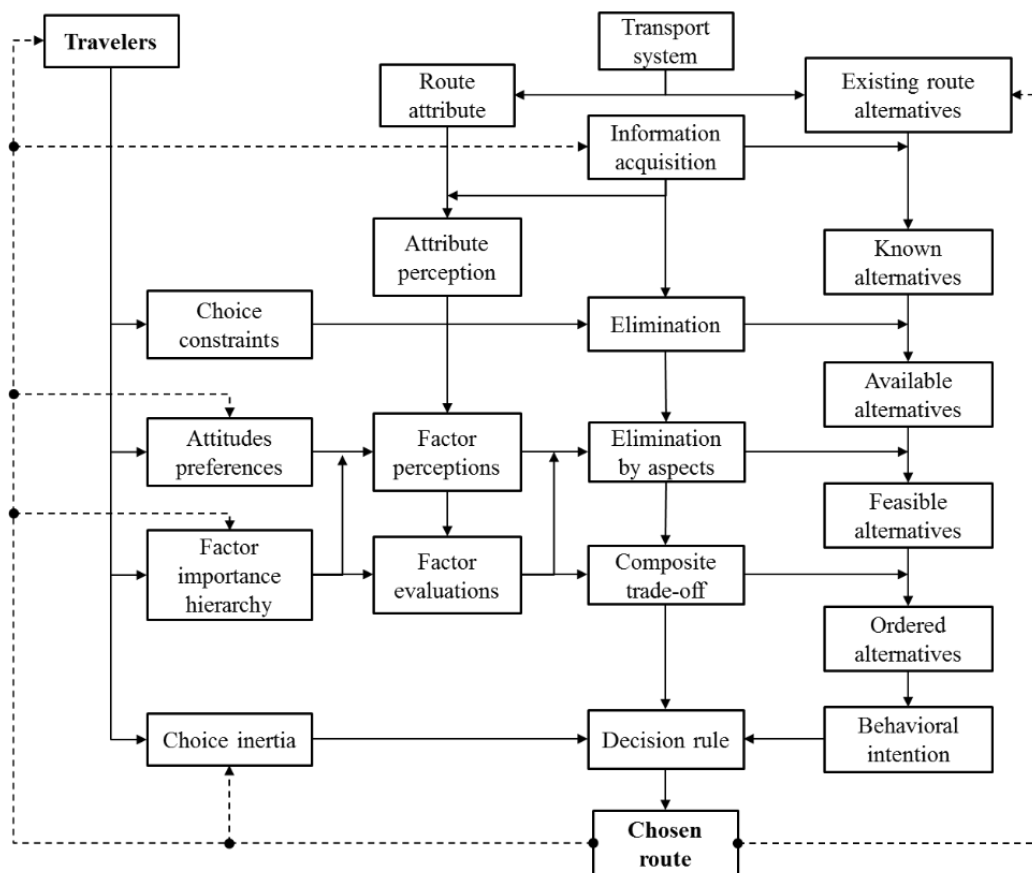 Travelers
Transport
system
Route
attribute
Existing route
alternatives
Information
acquisition
Attribute
perception
Known
alternatives
Choice
constraints
Elimination
Available
alternatives
Attitudes
preferences
Factor
perceptions
Elimination
by aspects
Feasible
alternatives
Factor
importance
hierarchy
Factor
evaluations
Composite
trade-off
Ordered
alternatives
Choice inertia
Decision rule
Behavioral
intention
Chosen
route